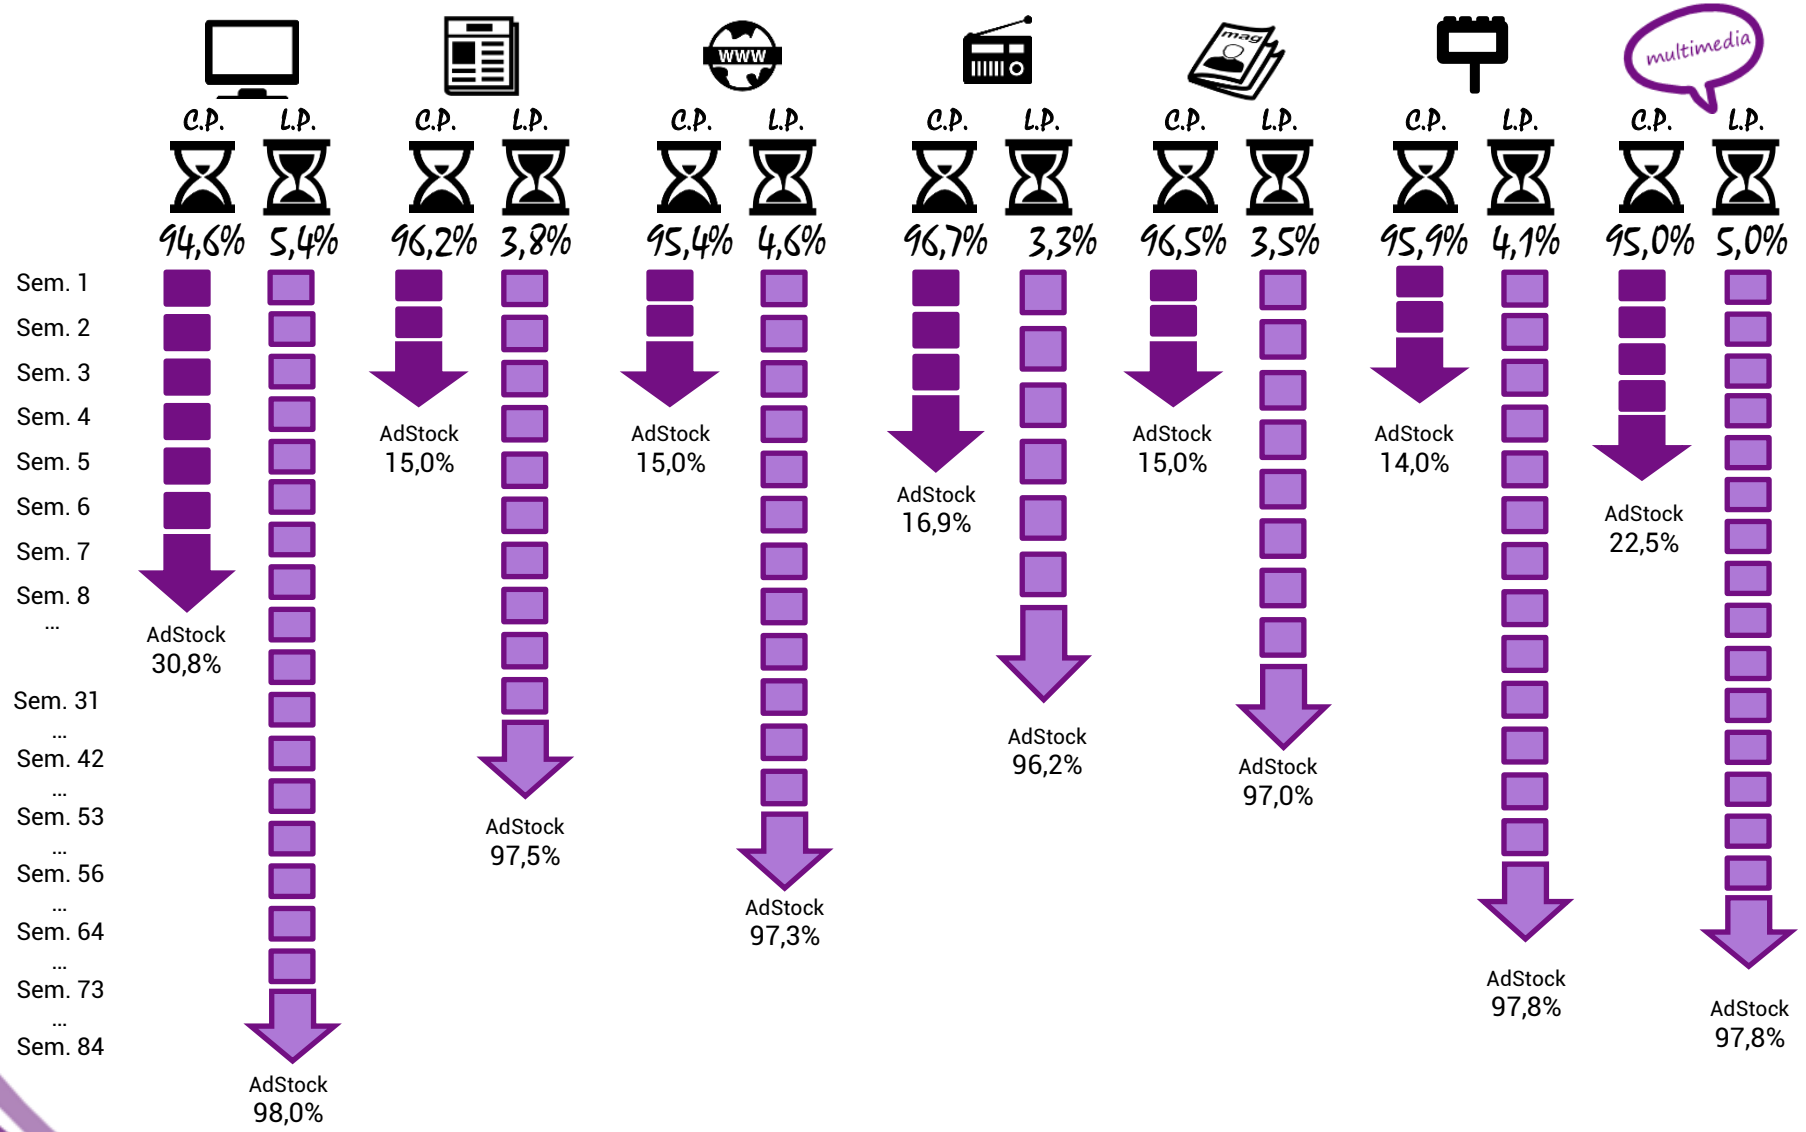 WWW
mag
multimedia
C.P. L.P. C.P. L.P. C.P. L.P. C.P. L.P. C.P. L.P. C.P. L.P. C.P. L.P.
94,6% 5,4% 96,2% 3,8% 95,4% 4,6% 96,7% 3,3% 96,5% 3,5% 95,9% 4,1% 95,0% 5,0%
Sem. 1
Sem. 2
Sem. 3
Sem. 4
Sem. 5
Sem. 6
Sem. 7
Sem. 8
...
Sem. 31
...
Sem. 42
...
Sem. 53
...
Sem. 56
...
Sem. 64
...
Sem. 73
...
Sem. 84
AdStock
30,8%
AdStock
98,0%
AdStock
15,0%
AdStock
97,5%
AdStock
15,0%
AdStock
97,3%
AdStock
16,9%
AdStock
96,2%
AdStock
15,0%
AdStock
97,0%
AdStock
14,0%
AdStock
97,8%
AdStock
22,5%
AdStock
97,8%